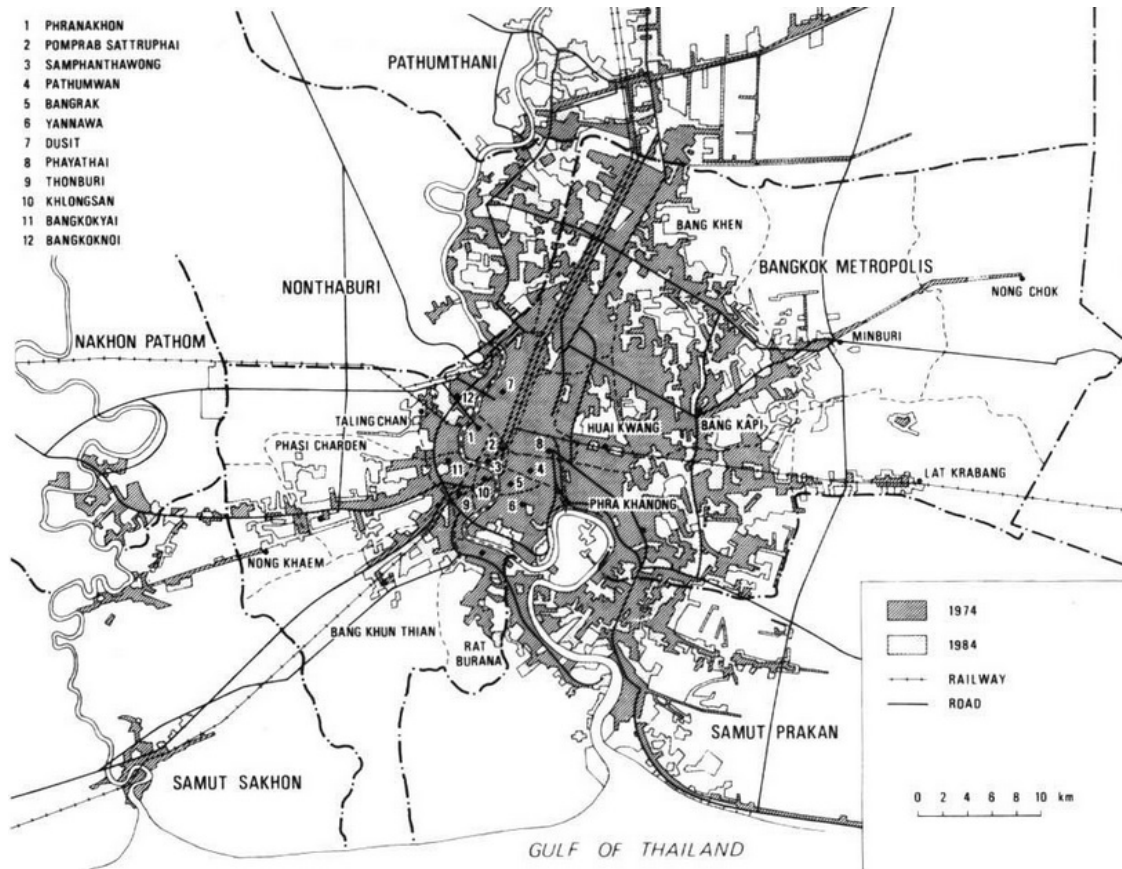 1 PHRANAKHON
2 POMPRAB SATTRUPHAI
3 SAMPHANTHAWONG
4 PATHUMWAN
5 BANGRAK
6 YANNAWA
7 DUSIT
8 PHAYATHAI
9 THONBURI
10 KHLONGSAN
11 BANGKOKYAI
12 BANGKOKNOI
PATHUMTHANI
BANG KHEN
BANGKOK METROPOLIS
NONTHABURI
NONG CHOK
NAKHON PATHOM
MINBURI
7
12
TALING CHAN
1
2
8
HUAI KWANG
BANG KAPI
PHASI CHARDEN
11
3
4
LAT KRABANG
10
5
9
6
PHRA KHANONG
NONG KHAEM
BANG KHUN THIAN
RAT
BURANA
SAMUT PRAKAN
SAMUT SAKHON
GULF OF THAILAND
1974
1984
RAILWAY
ROAD
0 2 4 6 8 10 km